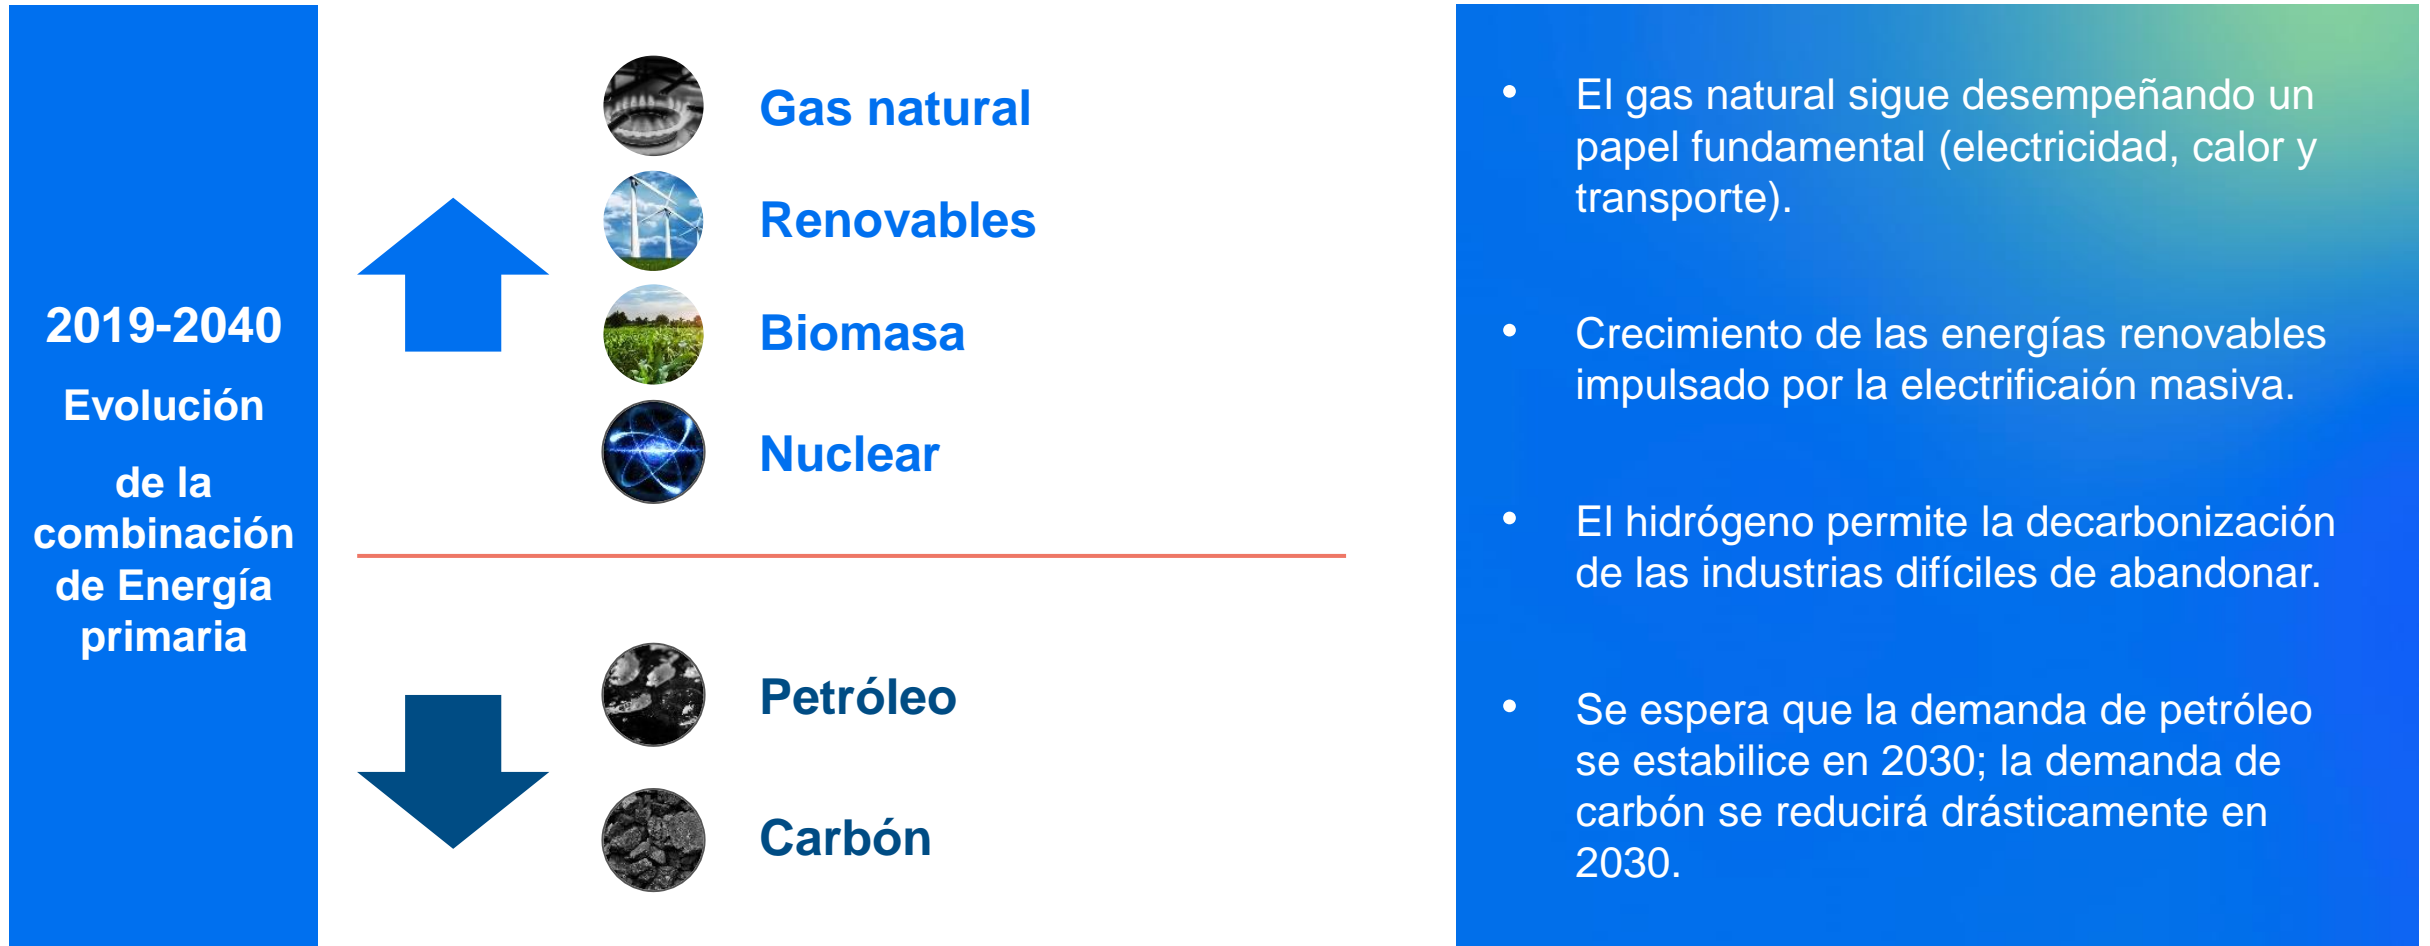 2019-2040
Evolución
de la
combinación
de Energía
primaria
Gas natural
Renovables
Biomasa
Nuclear
Petróleo
Carbón
• El gas natural sigue desempeñando un
papel fundamental (electricidad, calor y
transporte).
• Crecimiento de las energías renovables
impulsado por la electrificaión masiva.
• El hidrógeno permite la decarbonización
de las industrias difíciles de abandonar.
• Se espera que la demanda de petróleo
se estabilice en 2030; la demanda de
carbón se reducirá drásticamente en
2030.